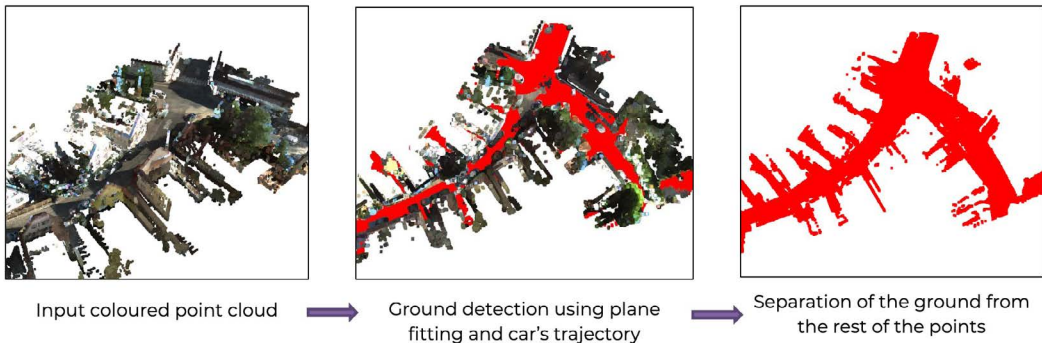 Input coloured point cloud
Ground detection using plane
fitting and car's trajectory
Separation of the ground from
the rest of the points